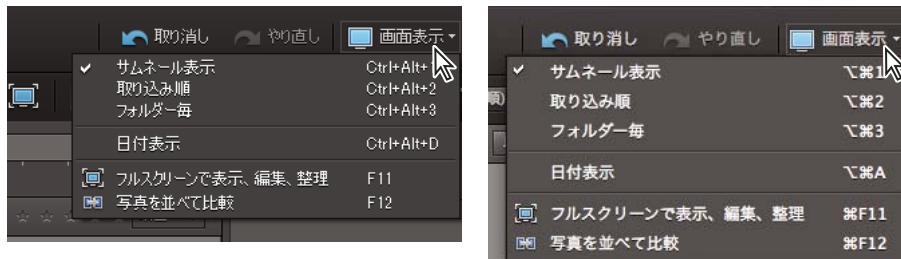 取り消し やり直し 画面表示
サムネール表示 Ctrl+Alt+
取り込み順 Ctrl+Alt+2
フォルダー毎 Ctrl+Alt+3
日付表示 Ctrl+Alt+D
フルスクリーンで表示、編集、整理 F11
写真を並べて比較 F12
取り消し やり直し 画面表示
サムネール表示 ⌥⌘1
取り込み順 ⌥⌘2
フォルダー毎 ⌥⌘3
日付表示 ⌥⌘A
フルスクリーンで表示、編集、整理 ⌘F11
写真を並べて比較 ⌘F12